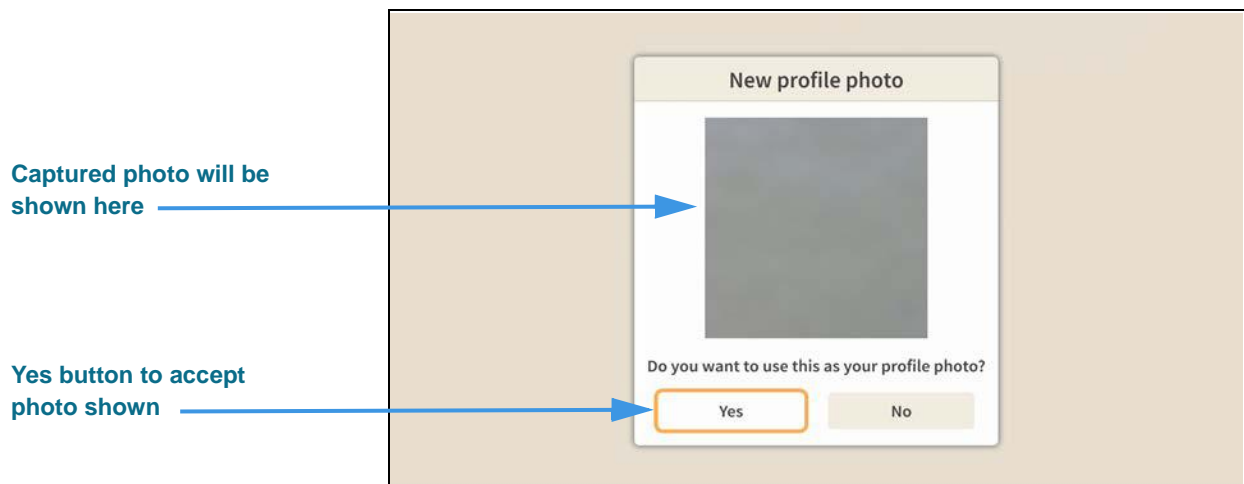 New profile photo
Captured photo will be
shown here
Do you want to use this as your profile photo?
Yes button to accept
photo shown
Yes
No